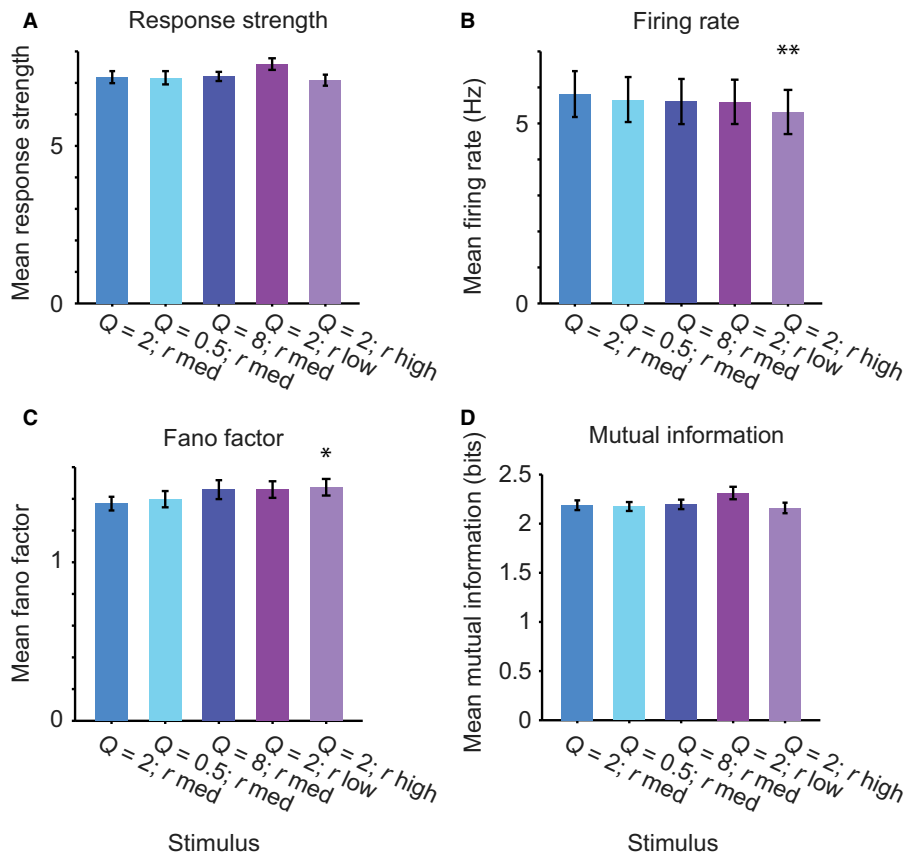 A
Response strength
Mean response strength
5
0
Q = 2; r med
Q = 0.5; r med
Q = 8; r med
Q = 2; r low
Q = 2; r high
B
Firing rate
**
Mean firing rate (Hz)
5
0
Q = 2; r med
Q = 0.5; r med
Q = 8; r med
Q = 2; r low
Q = 2; r high
C
Fano factor
*
Mean fano factor
1
0
Q = 2; r med
Q = 0.5; r med
Q = 8; r med
Q = 2; r low
Q = 2; r high
Stimulus
D
Mutual information
Mean mutual information (bits)
2.5
2
1.5
1
0.5
0
Q = 2; r med
Q = 0.5; r med
Q = 8; r med
Q = 2; r low
Q = 2; r high
Stimulus